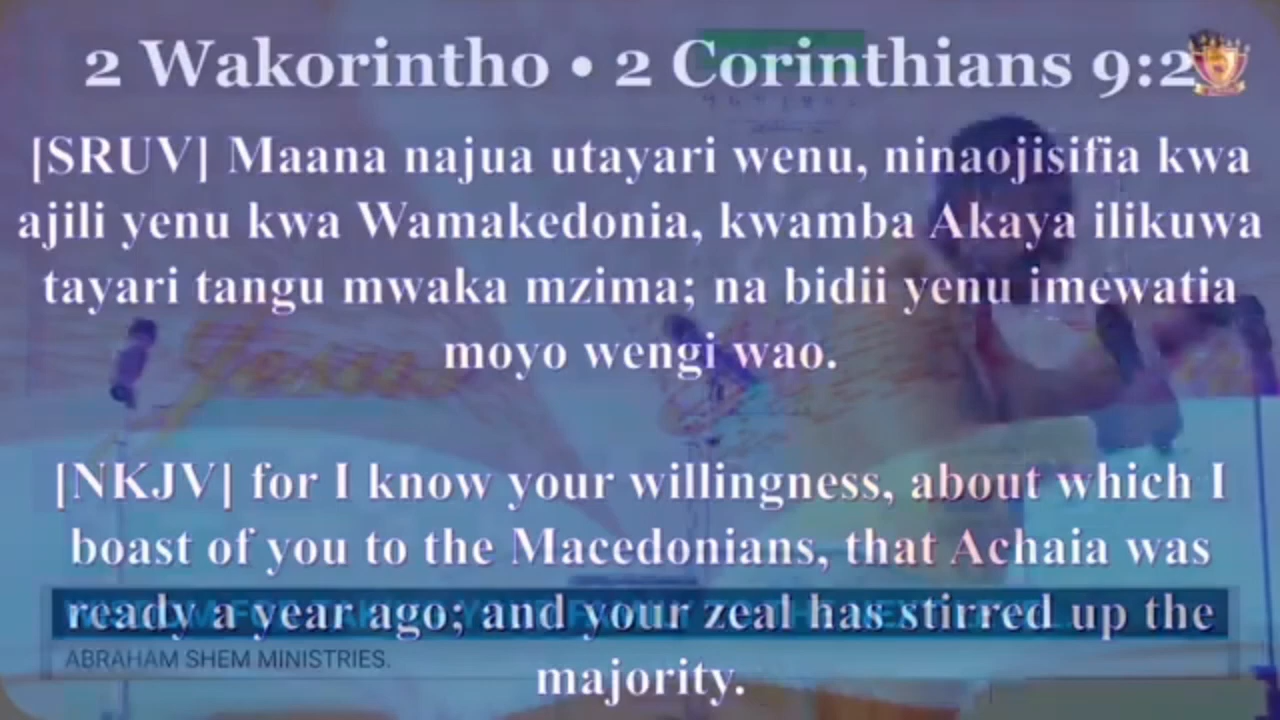 2 Wakorintho • 2 Corinthians 9:2
[SRUV] Maana najua utayari wenu, ninaojisifia kwa
ajili yenu kwa Wamakedonia, kwamba Akaya ilikuwa
tayari tangu mwaka mzima; na bidii yenu imewatia
moyo wengi wao.
[NKJV] for I know your willingness, about which I
boast of you to the Macedonians, that Achaia was
ready a year ago; and your zeal has stirred up the
majority.
ABRAHAM SHEM MINISTRIES.
Jesus